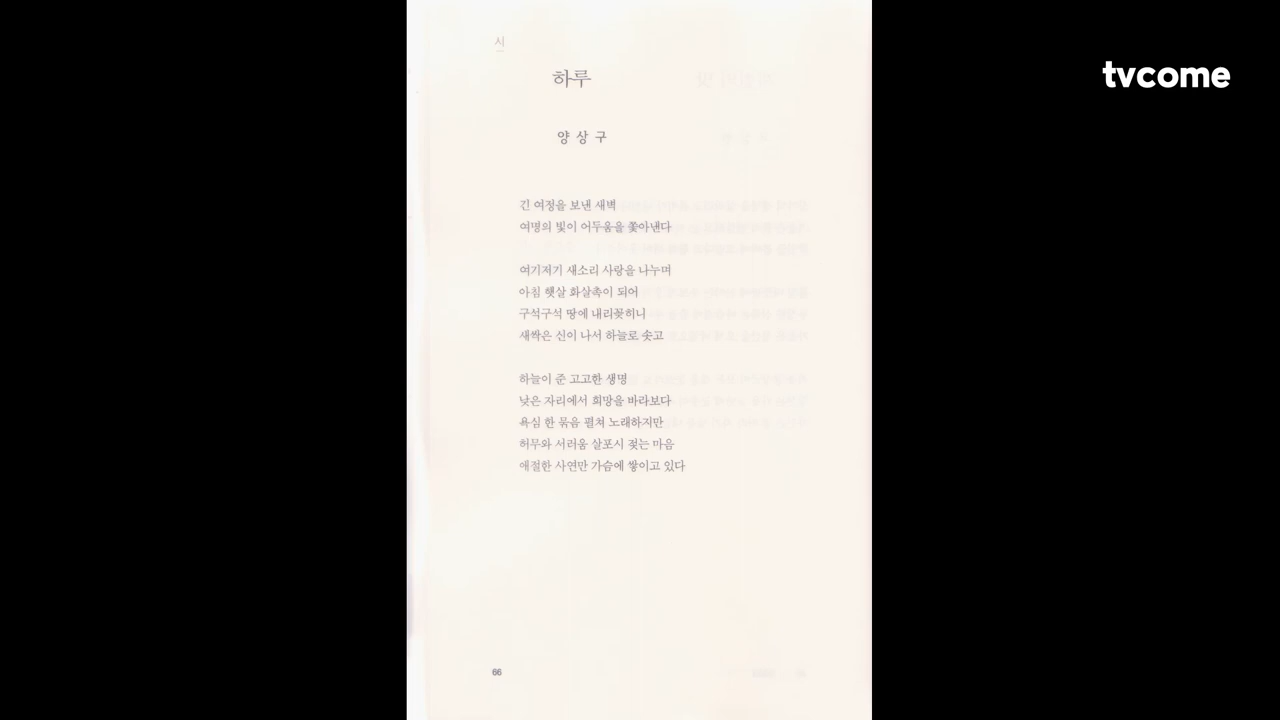 tvcome
시
하루
양 상 구
긴 여정을 보낸 새벽
여명의 빛이 어두움을 쫓아낸다
여기저기 새소리 사랑을 나누며
아침 햇살 화살촉이 되어
구석구석 땅에 내리꽂히니
새싹은 신이 나서 하늘로 솟고
하늘이 준 고고한 생명
낮은 자리에서 희망을 바라보다
욕심 한 묶음 펼쳐 노래하지만
허무와 서러움 살포시 젖는 마음
애절한 사연만 가슴에 쌓이고 있다
66